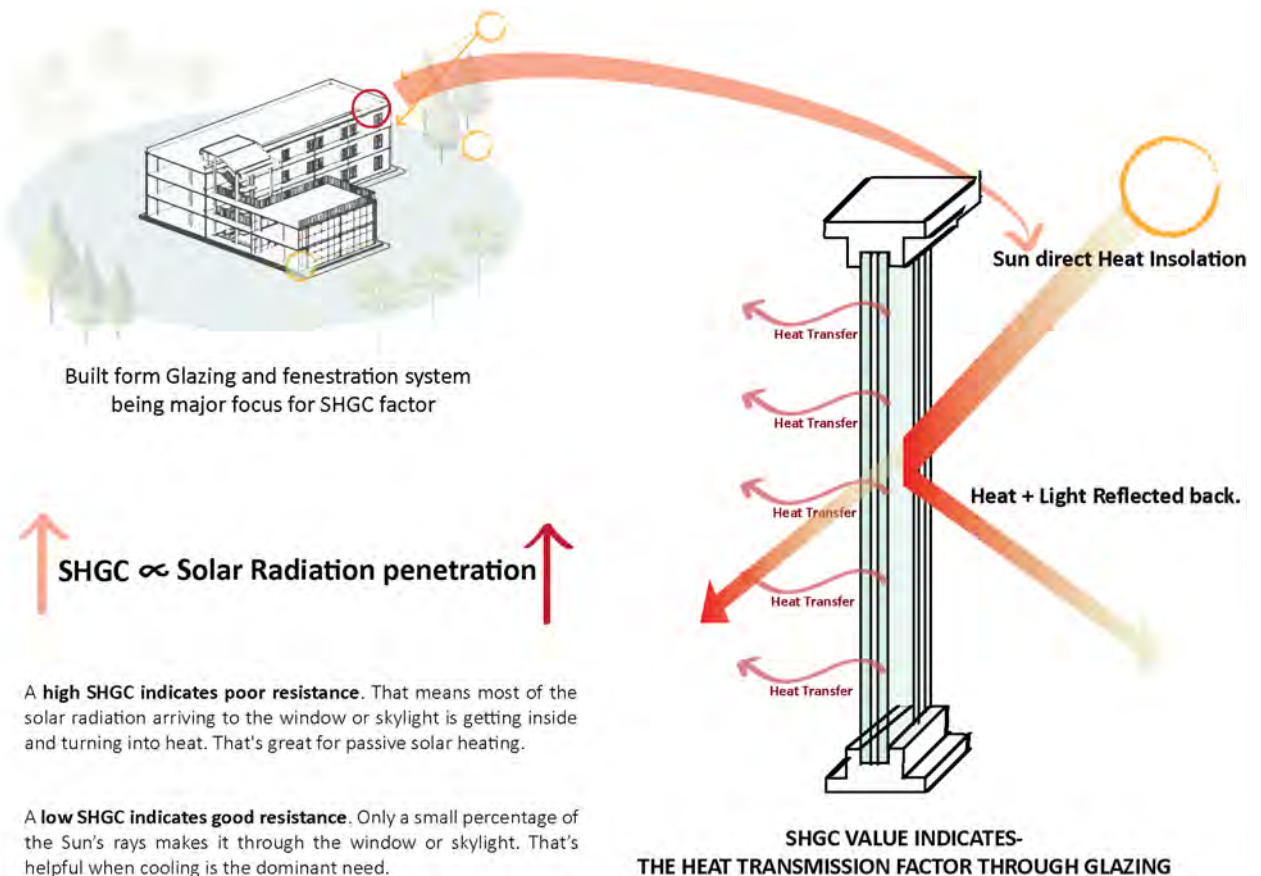 Sun direct Heat Insolation
Heat Transfer
Built form Glazing and fenestration system
being major focus for SHGC factor
Heat Transfer
Heat + Light Reflected back.
Heat Transfer
SHGC ∝ Solar Radiation penetration
Heat Transfer
Heat Transfer
A high SHGC indicates poor resistance. That means most of the
solar radiation arriving to the window or skylight is getting inside
and turning into heat. That's great for passive solar heating.
A low SHGC indicates good resistance. Only a small percentage of
the Sun's rays makes it through the window or skylight. That's
helpful when cooling is the dominant need.
SHGC VALUE INDICATES-
THE HEAT TRANSMISSION FACTOR THROUGH GLAZING